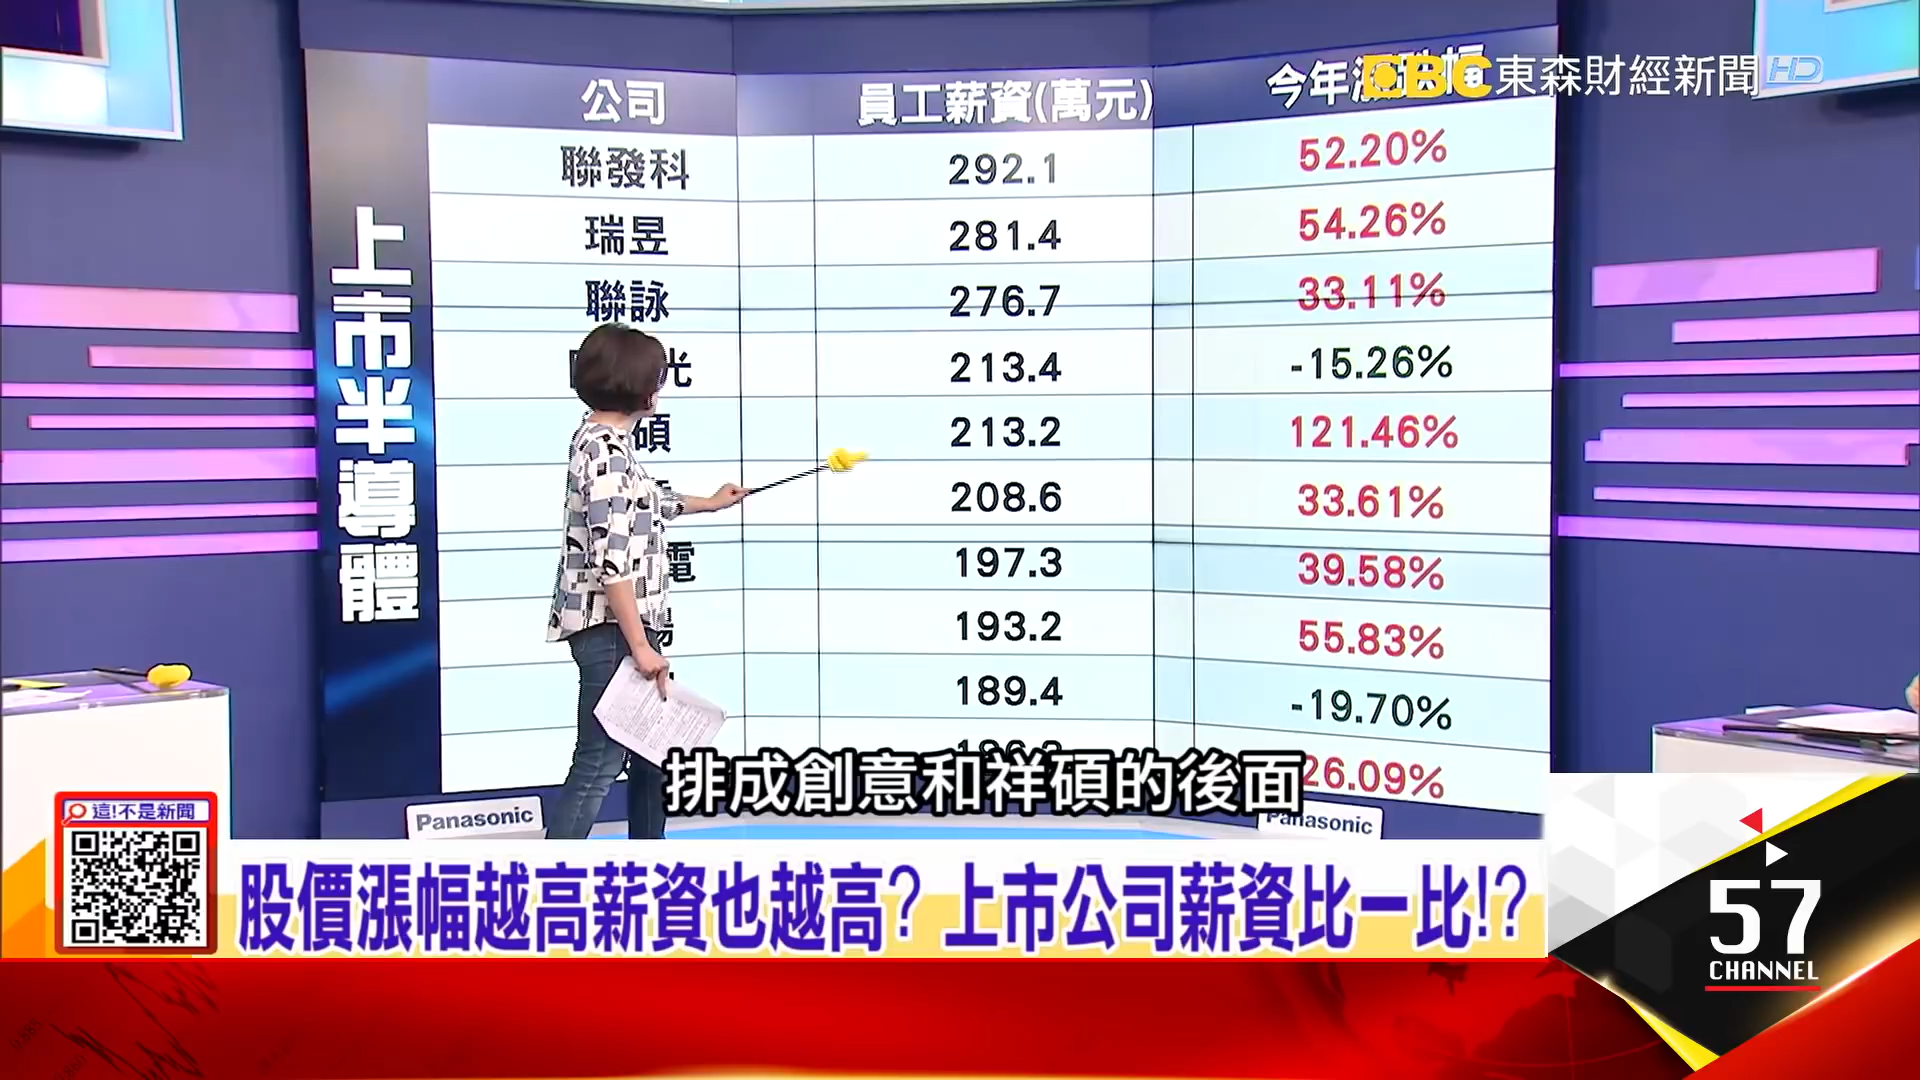 EBC 東森財經新聞 HD
上市半導體
公司 員工薪資(萬元) 今年漲跌幅
聯發科 292.1 52.20%
瑞昱 281.4 54.26%
聯詠 276.7 33.11%
光 213.4 -15.26%
碩 213.2 121.46%
208.6 33.61%
電 197.3 39.58%
193.2 55.83%
189.4 -19.70%
26.09%
排成創意和祥碩的後面
Panasonic
Panasonic
這!不是新聞
股價漲幅越高薪資也越高? 上市公司薪資比一比!?
57
CHANNEL